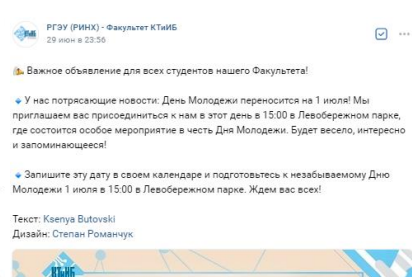 РГЭУ (РИНХ) - Факультет КТиИБ
29 июн в 23:56
Важное объявление для всех студентов нашего Факультета!
У нас потрясающие новости: День Молодежи переносится на 1 июля! Мы
приглашаем вас присоединиться к нам в этот день в 15:00 в Левобережном парке,
где состоится особое мероприятие в честь Дня Молодежи. Будет весело, интересно
и запоминающееся!
Запишите эту дату в своем календаре и подготовьтесь к незабываемому Дню
Молодежи 1 июля в 15:00 в Левобережном парке. Ждем вас всех!
Текст: Ksenya Butovski
Дизайн: Степан Романчук
КТиИБ